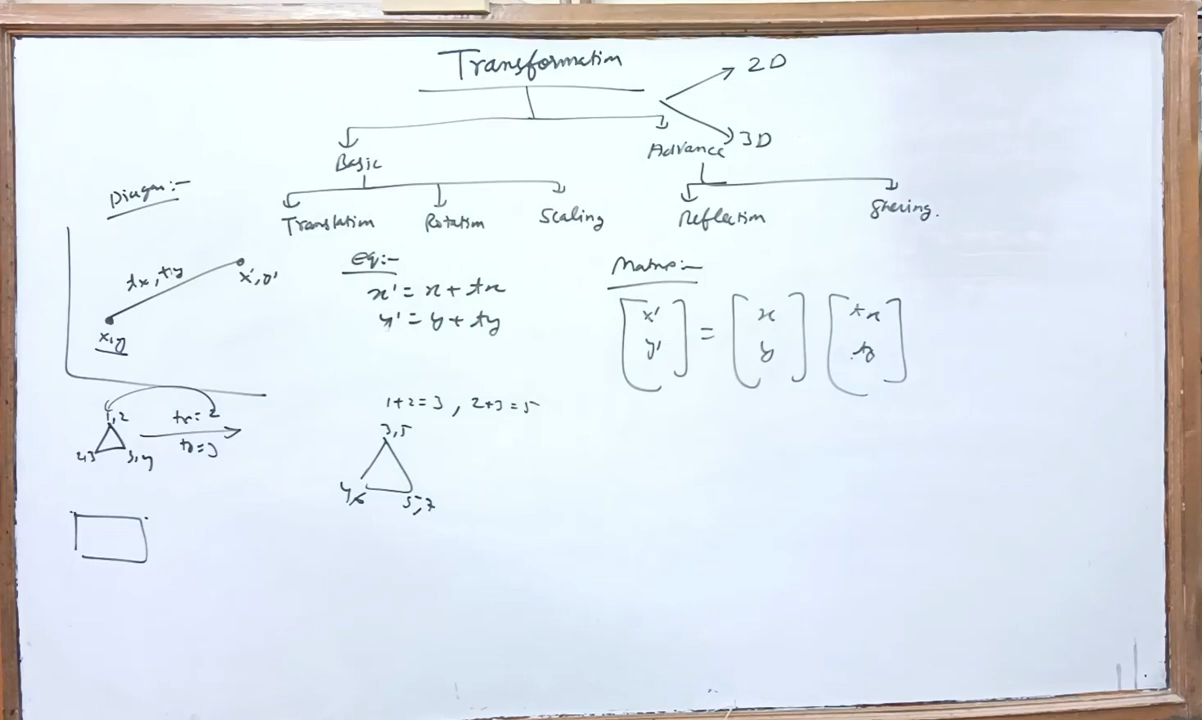 Transformation
2D
3D
Basic
Advance
Translation Rotation Scaling Reflection Shering.
Diagm:-
tx, ty
x,y
Eq:-
x' = x + tx
y' = y + ty
[x' y'] = [x y] [tx ty]
1,2
tx = 2
ty = 3
2,3
3,4
1+2=3 , 2+3=5
3,5
4,6
5,7